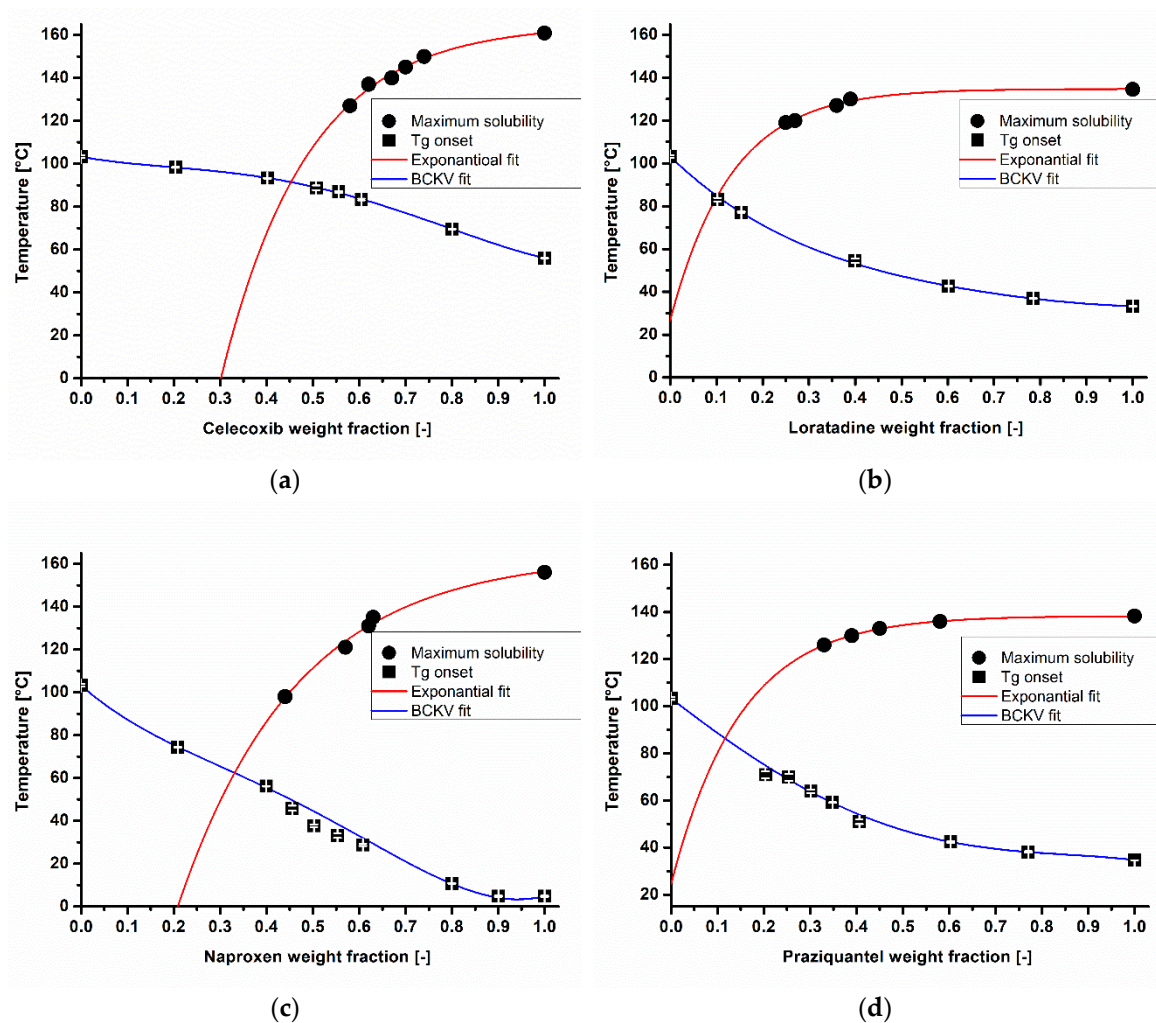 160
140
120
100
80
60
40
20
0
Temperature [°C]
0.0 0.1 0.2 0.3 0.4 0.5 0.6 0.7 0.8 0.9 1.0
Celecoxib weight fraction [-]
Maximum solubility
Tg onset
Exponantioal fit
BCKV fit
(a)
160
140
120
100
80
60
40
20
0
Temperature [°C]
0.0 0.1 0.2 0.3 0.4 0.5 0.6 0.7 0.8 0.9 1.0
Loratadine weight fraction [-]
Maximum solubility
Tg onset
Exponantial fit
BCKV fit
(b)
160
140
120
100
80
60
40
20
0
Temperature [°C]
0.0 0.1 0.2 0.3 0.4 0.5 0.6 0.7 0.8 0.9 1.0
Naproxen weight fraction [-]
Maximum solubility
Tg onset
Exponantial fit
BCKV fit
(c)
160
140
120
100
80
60
40
20
Temperature [°C]
0.0 0.1 0.2 0.3 0.4 0.5 0.6 0.7 0.8 0.9 1.0
Praziquantel weight fraction [-]
Maximum solubility
Tg onset
Exponantial fit
BCKV fit
(d)